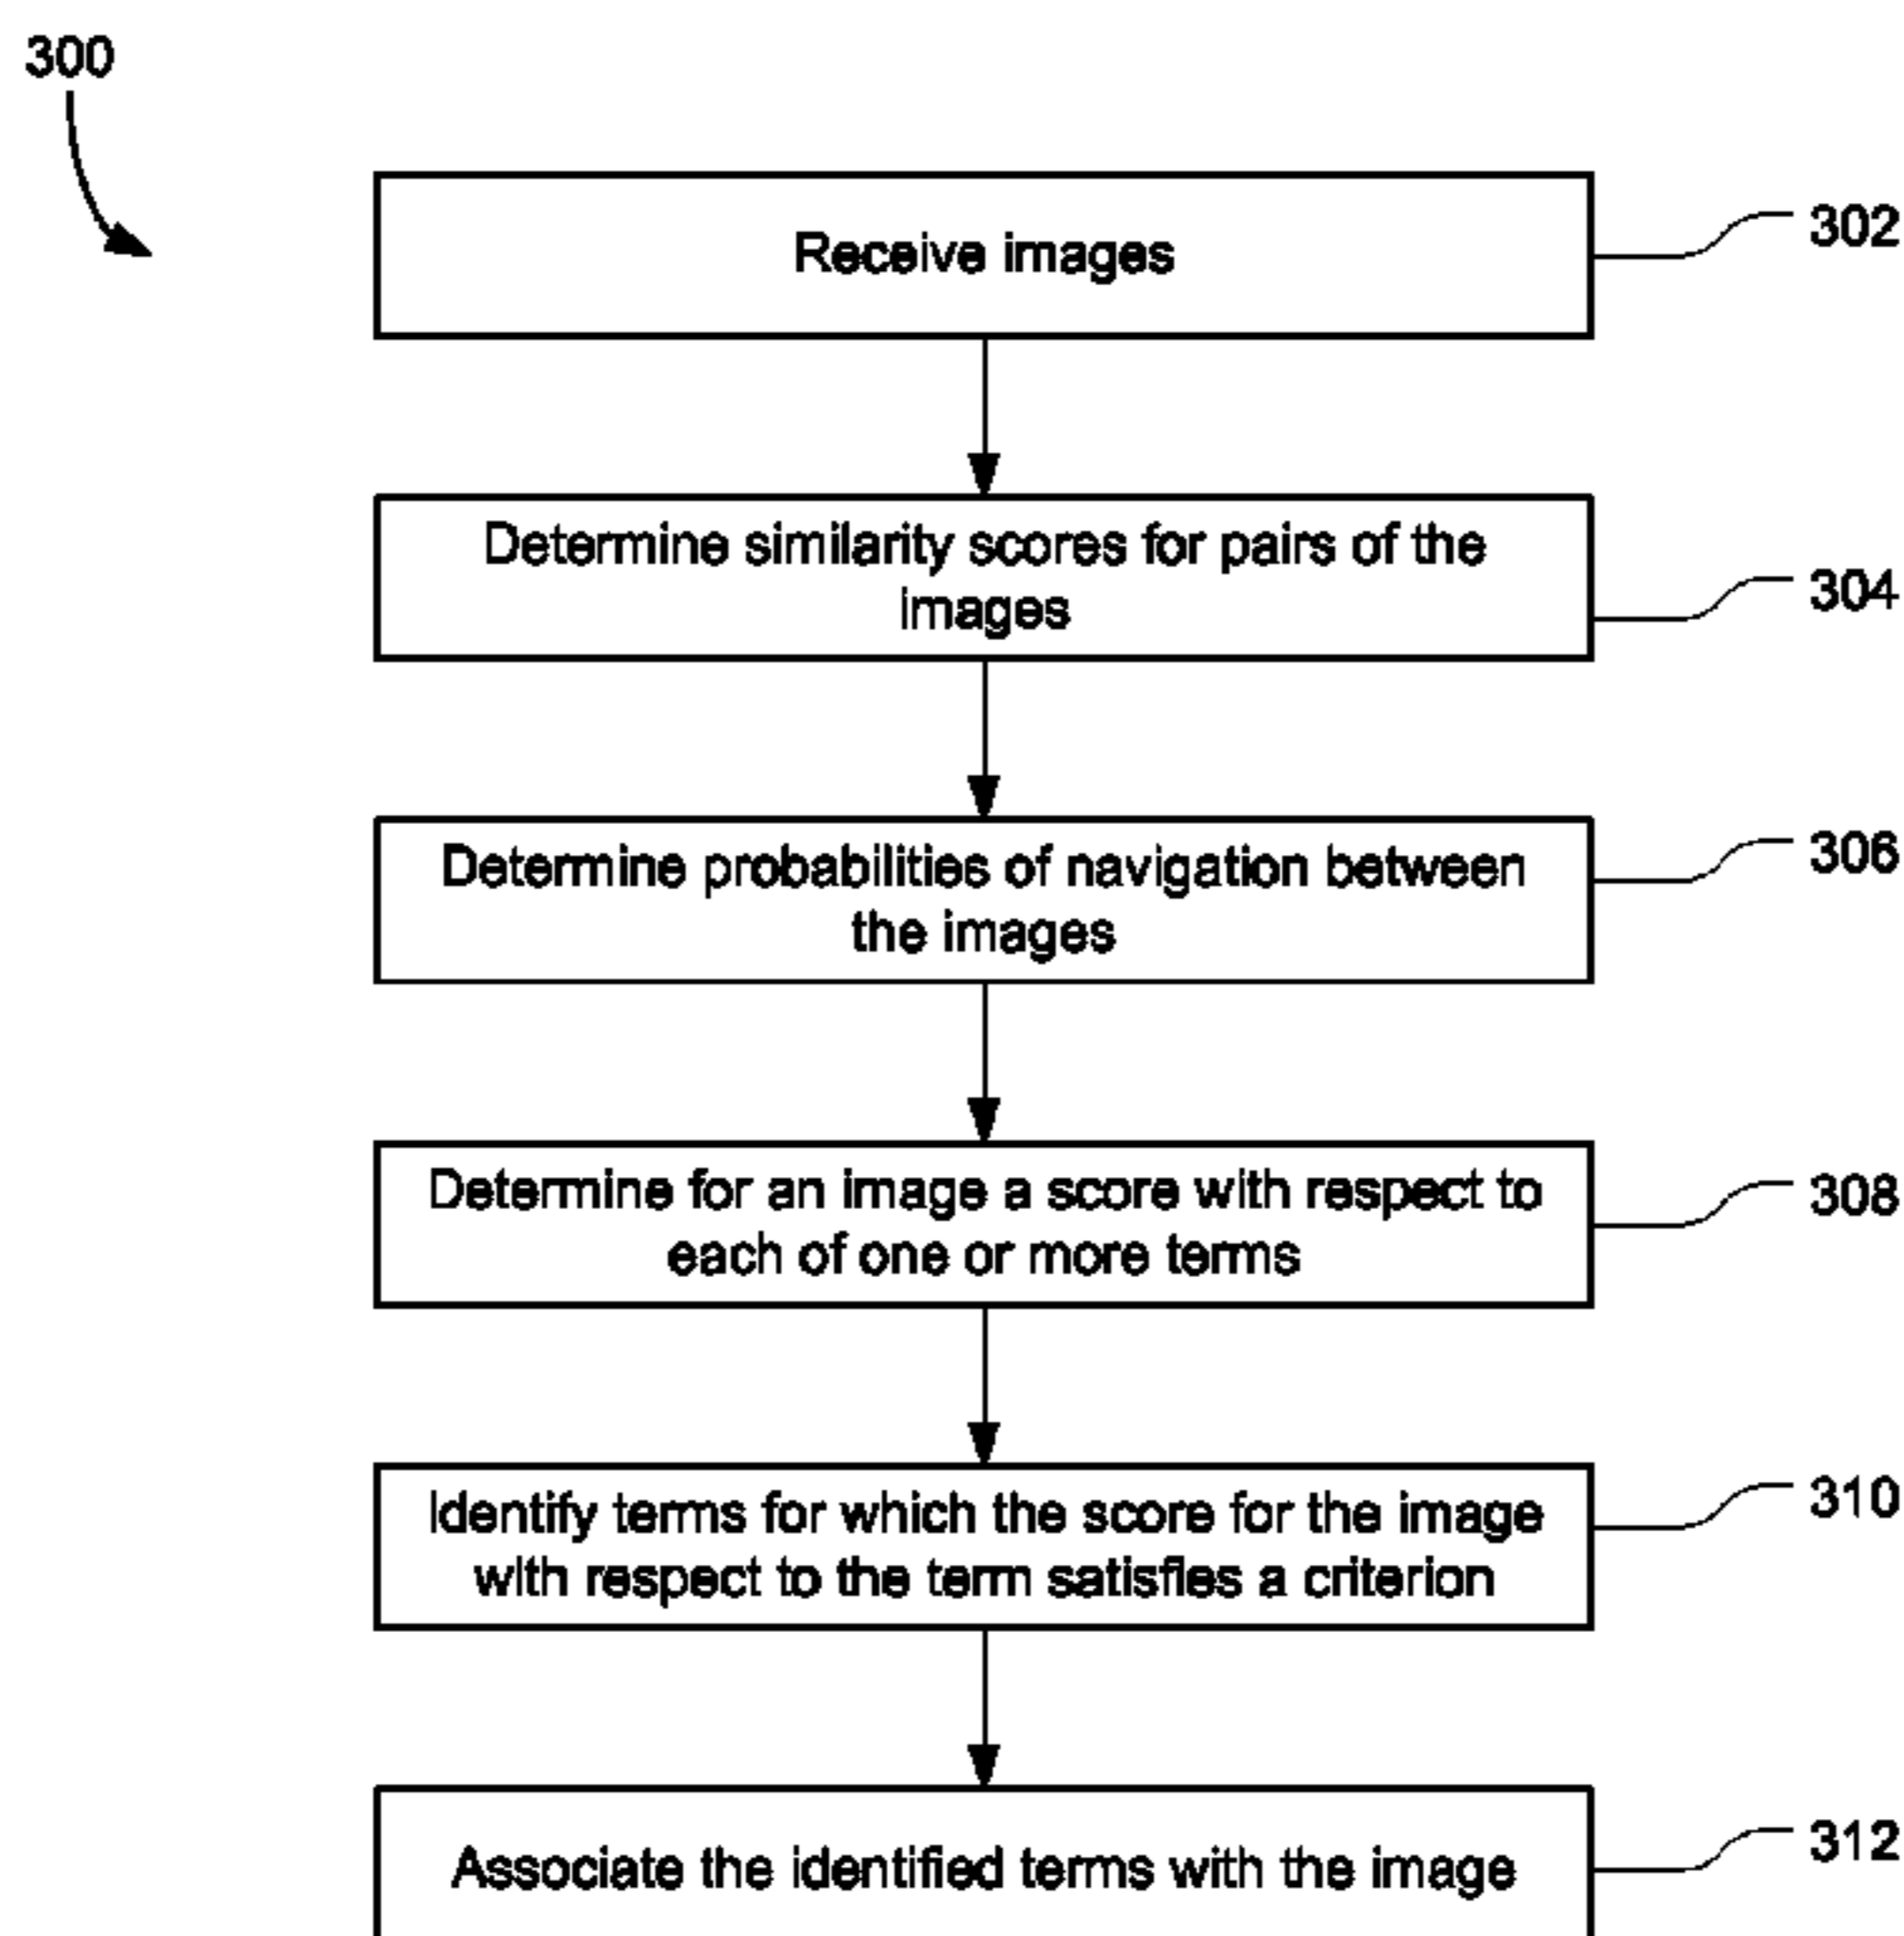 300
Receive images
302
Determine similarity scores for pairs of the
images
304
Determine probabilities of navigation between
the images
306
Determine for an image a score with respect to
each of one or more terms
308
Identify terms for which the score for the image
with respect to the term satisfies a criterion
310
Associate the identified terms with the image
312